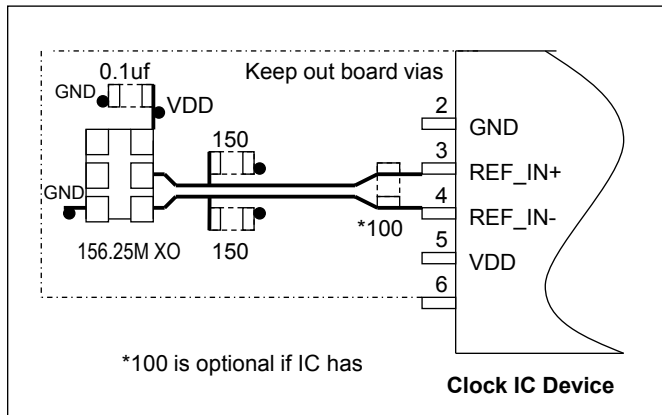 0.1uf
Keep out board vias
GND
VDD
2
GND
150
3
REF_IN+
GND
4
REF_IN-
*100
156.25M XO
150
5
VDD
6
*100 is optional if IC has
Clock IC Device